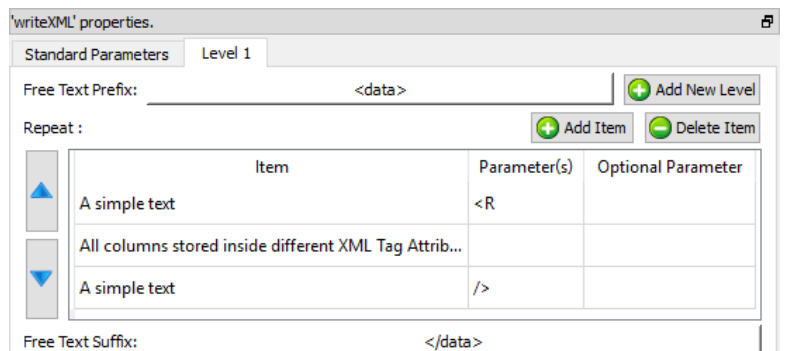 'writeXML' properties.
Standard Parameters Level 1
Free Text Prefix: <data> Add New Level
Repeat : Add Item Delete Item
Item Parameter(s) Optional Parameter
A simple text <R
All columns stored inside different XML Tag Attrib...
A simple text />
Free Text Suffix: </data>